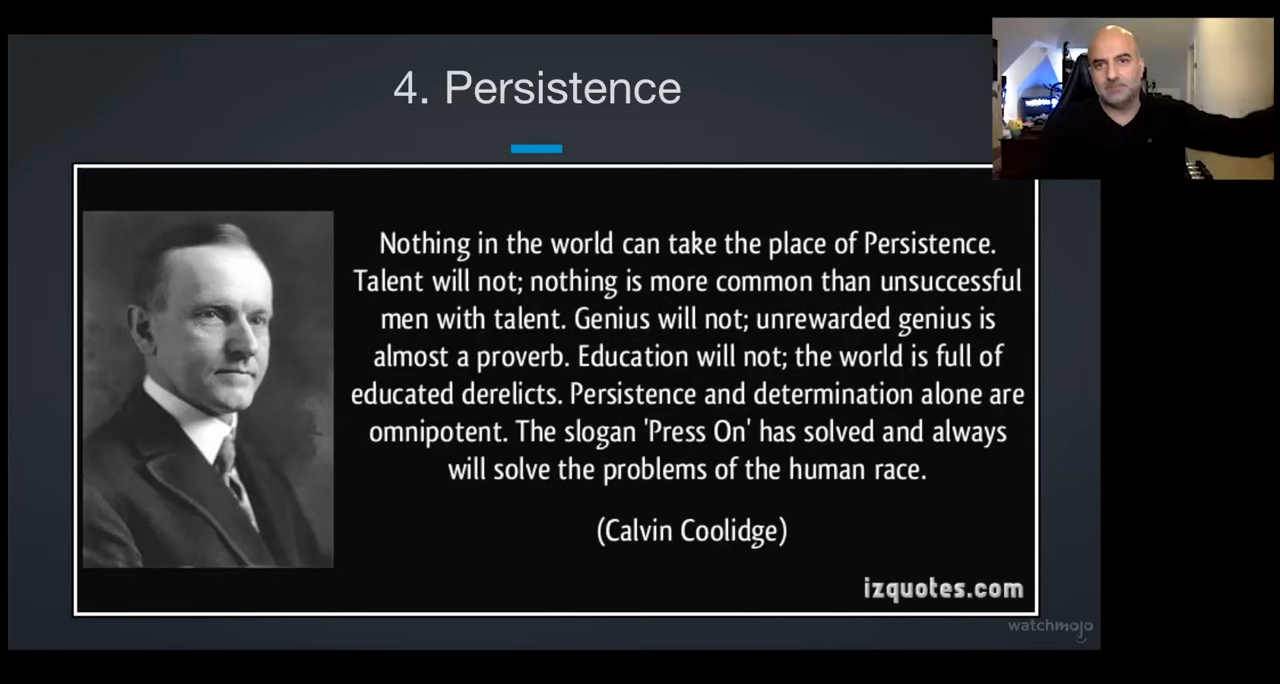 4. Persistence
Nothing in the world can take the place of Persistence.
Talent will not; nothing is more common than unsuccessful
men with talent. Genius will not; unrewarded genius is
almost a proverb. Education will not; the world is full of
educated derelicts. Persistence and determination alone are
omnipotent. The slogan 'Press On' has solved and always
will solve the problems of the human race.
(Calvin Coolidge)
izquotes.com
watchmojo